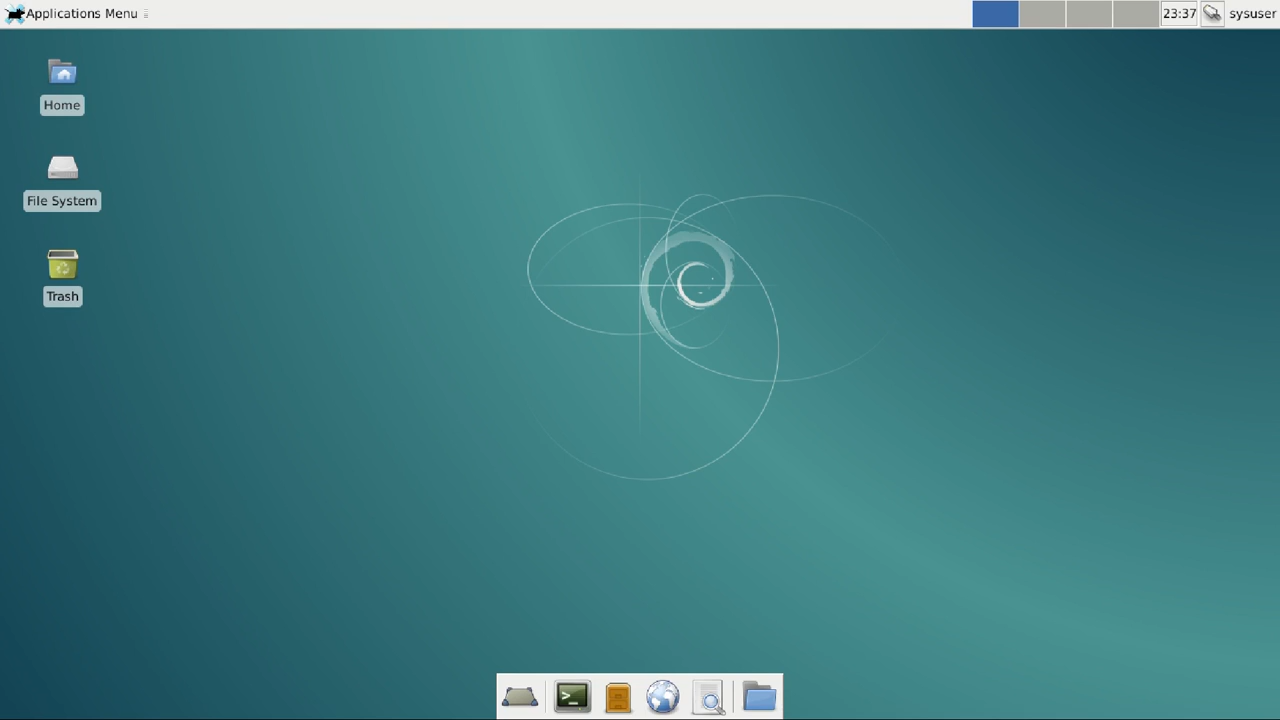 Applications Menu
23:37
sysuser
Home
File System
Trash
>_